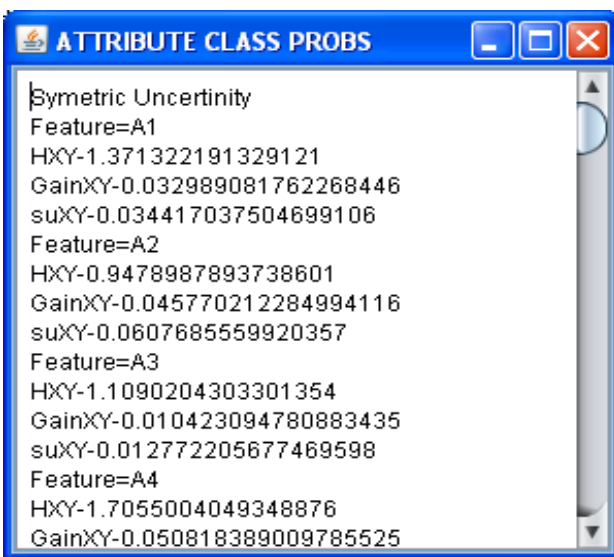 ATTRIBUTE CLASS PROBS
Symetric Uncertinity
Feature=A1
HXY-1.371322191329121
GainXY-0.032989081762268446
suXY-0.034417037504699106
Feature=A2
HXY-0.9478987893738601
GainXY-0.045770212284994116
suXY-0.0607685559920357
Feature=A3
HXY-1.1090204303301354
GainXY-0.010423094780883435
suXY-0.012772205677469598
Feature=A4
HXY-1.7055004049348876
GainXY-0.050818389009785525